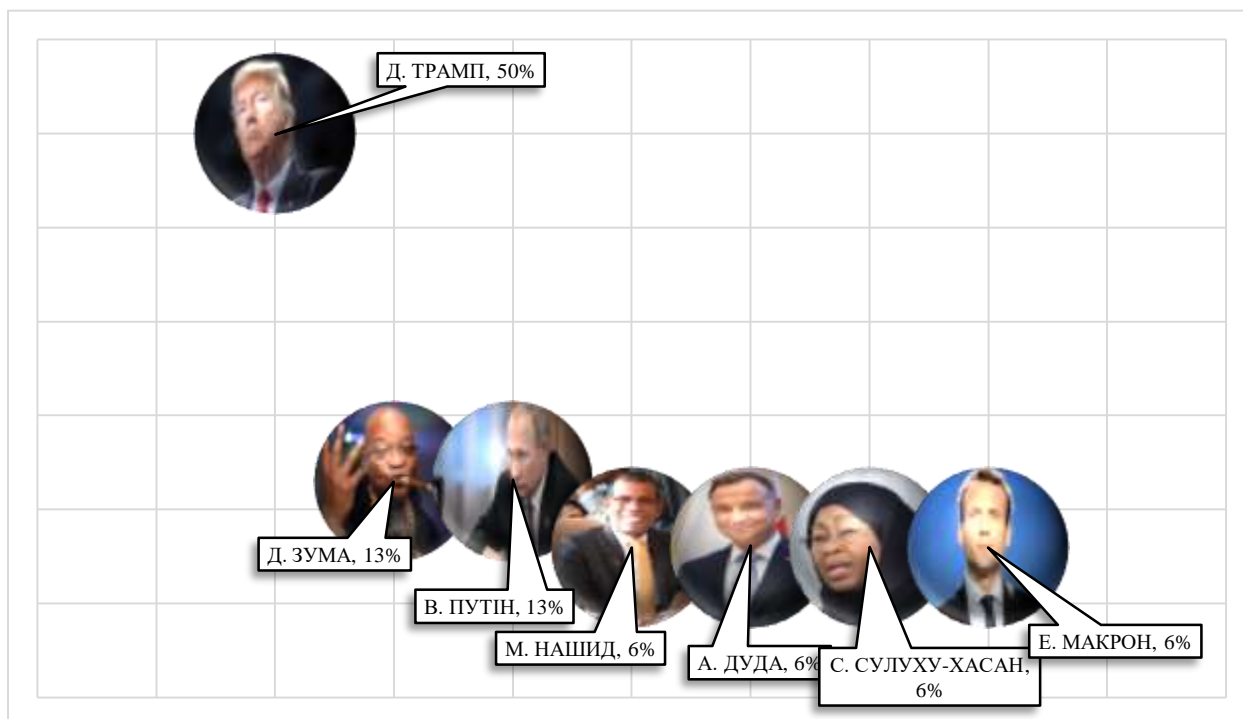 Д. ТРАМП, 50%
Д. ЗУМА, 13%
В. ПУТІН, 13%
М. НАШИД, 6%
А. ДУДА, 6%
С. СУЛУХУ-ХАСАН,
6%
Е. МАКРОН, 6%